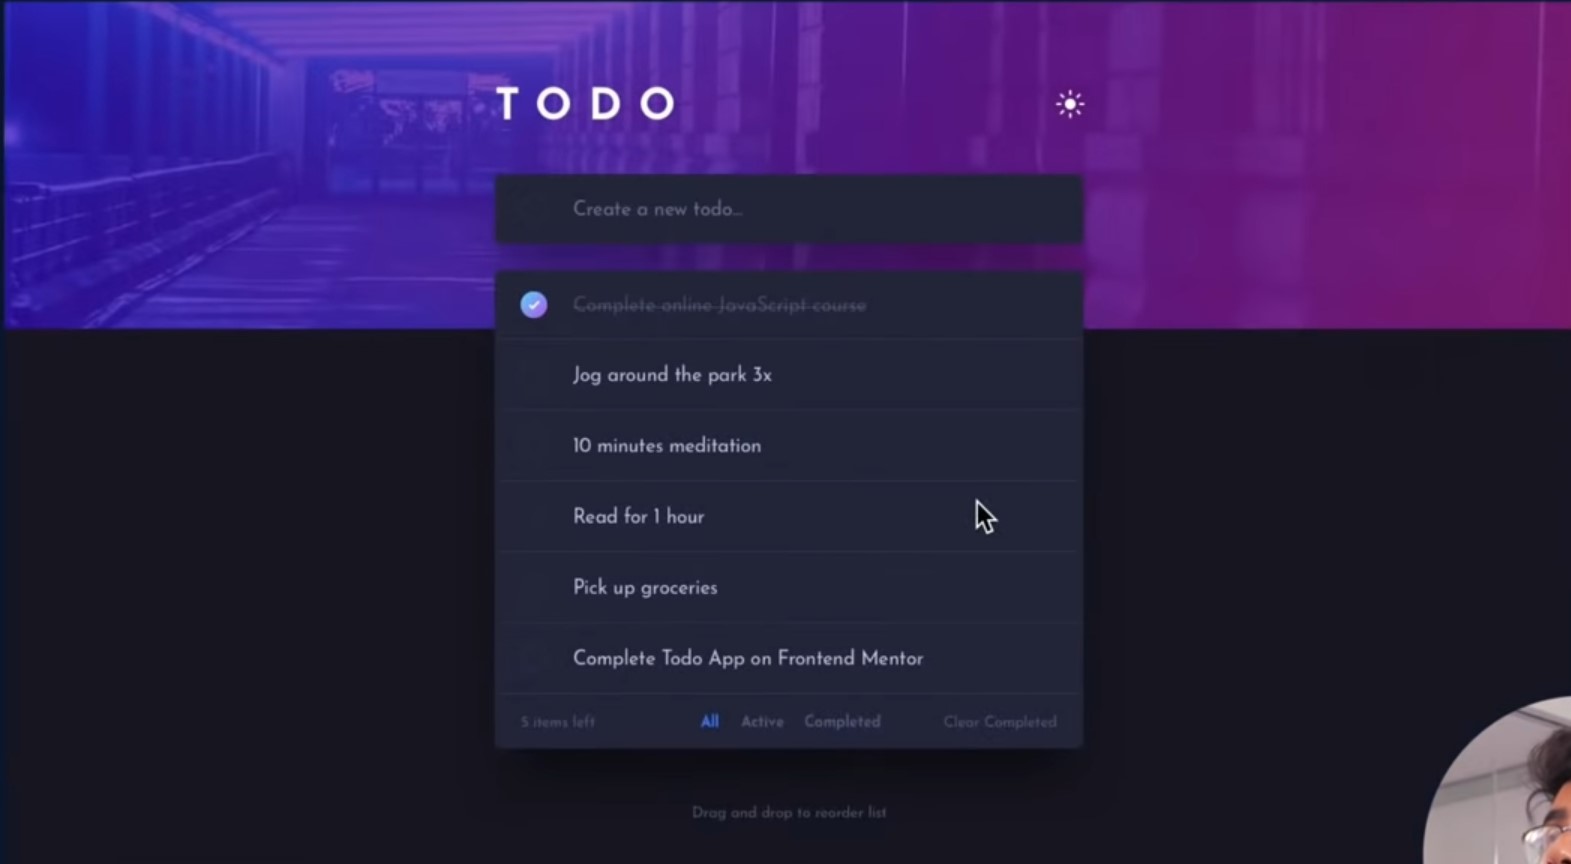 TODO
Create a new todo...
Complete online JavaScript course
Jog around the park 3x
10 minutes meditation
Read for 1 hour
Pick up groceries
Complete Todo App on Frontend Mentor
5 items left All Active Completed Clear Completed
Drag and drop to reorder list